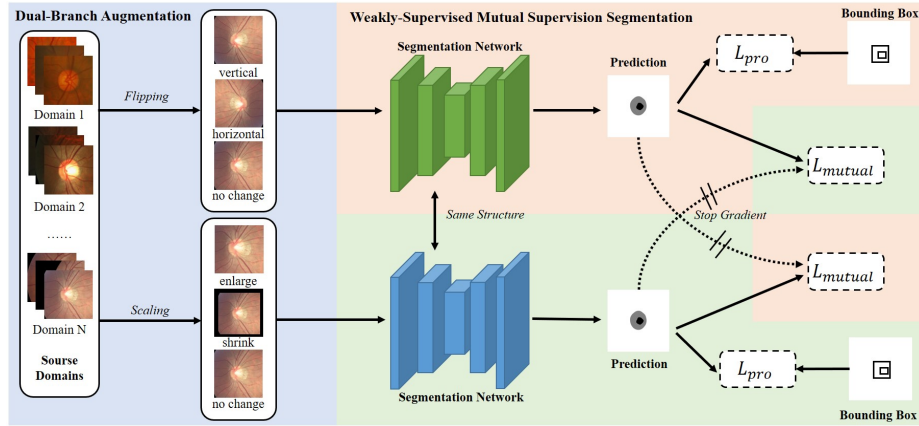 Dual-Branch Augmentation
Domain 1
Domain 2
......
Domain N
Sourse
Domains
Flipping
Scaling
vertical
horizontal
no change
enlarge
shrink
no change
Weakly-Supervised Mutual Supervision Segmentation
Segmentation Network
Same Structure
Segmentation Network
Prediction
Prediction
Stop Gradient
L_pro
Bounding Box
L_mutual
L_mutual
L_pro
Bounding Box